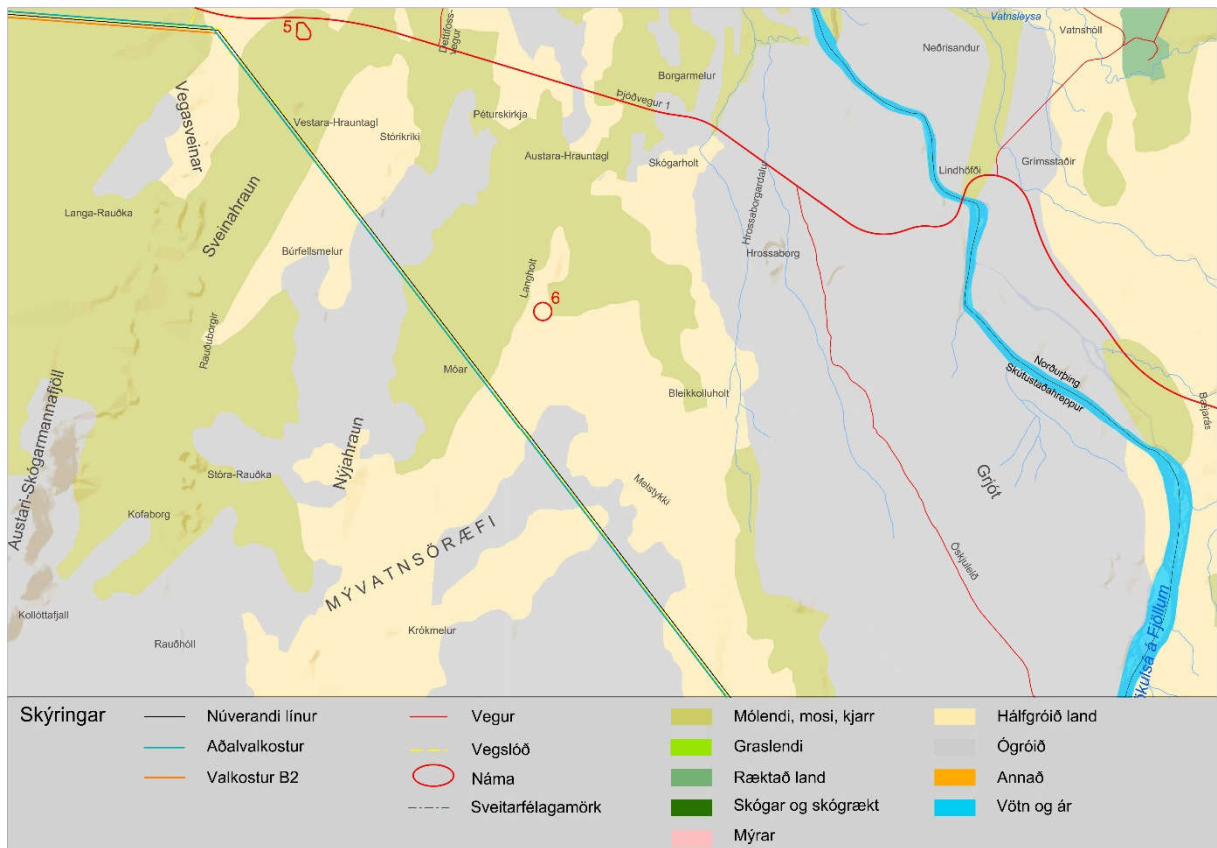 5
Dettifoss-
vegur
Vatnsleysa
Vatnshóll
Neðrisandur
Borgarmelur
Þjóðvegur 1
Vegasveinar
Vestara-Hrauntagl
Stórikriki
Péturskirkja
Austara-Hrauntagl
Skógarholt
Lindhöfði
Grímsstaðir
Langa-Rauðka
Sveinahraun
Búrfellsmelur
Langholt
6
Hrossaborgardalur
Hrossaborg
Rauðuborgir
Móar
Bleikkolluholt
Norðurþing
Skútustaðahreppur
Austari-Skógarmannafjöll
Stóra-Rauðka
Nýjahraun
Kofaborg
Melstykki
Grjót
MÝVATNSÖRÆFI
Öskjuleið
Kollóttafjall
Rauðhóll
Krókmelur
Skýringar
Núverandi línur
Aðalvalkostur
Valkostur B2
Vegur
Vegslóð
Náma
Sveitarfélagamörk
Mólendi, mosi, kjarr
Graslendi
Ræktað land
Skógar og skógrækt
Mýrar
Hálfgróið land
Ógróið
Annað
Vötn og ár